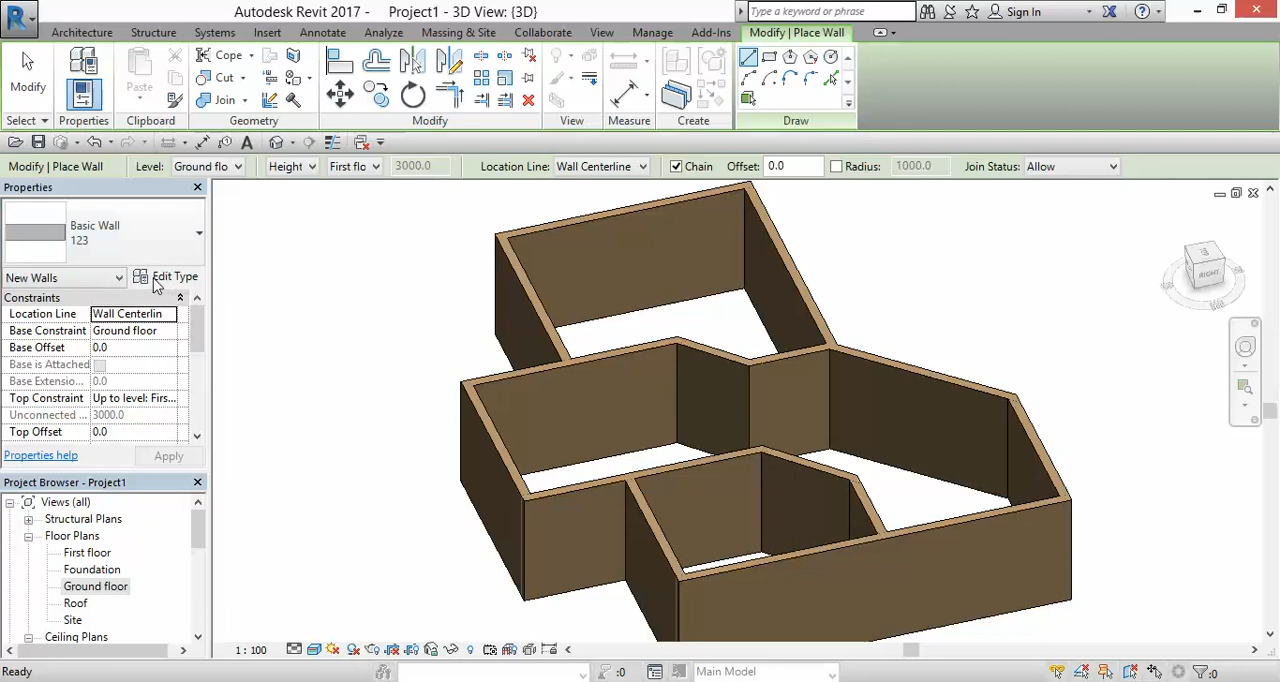 Autodesk Revit 2017 - Project1 - 3D View: {3D}
Type a keyword or phrase
Sign In
Architecture Structure Systems Insert Annotate Analyze Massing & Site Collaborate View Manage Add-Ins Modify | Place Wall
Modify
Paste
Cope
Cut
Join
Select Properties Clipboard Geometry Modify View Measure Create Draw
Modify | Place Wall Level: Ground flo Height First flo 3000.0 Location Line: Wall Centerline Chain Offset: 0.0 Radius: 1000.0 Join Status: Allow
Properties
Basic Wall
123
New Walls Edit Type
Constraints
Location Line Wall Centerlin
Base Constraint Ground floor
Base Offset 0.0
Base is Attached
Base Extensio... 0.0
Top Constraint Up to level: Firs...
Unconnected ... 3000.0
Top Offset 0.0
Properties help Apply
Project Browser - Project1
Views (all)
Structural Plans
Floor Plans
First floor
Foundation
Ground floor
Roof
Site
Ceiling Plans
RIGHT
1 : 100
Ready
:0
Main Model
:0